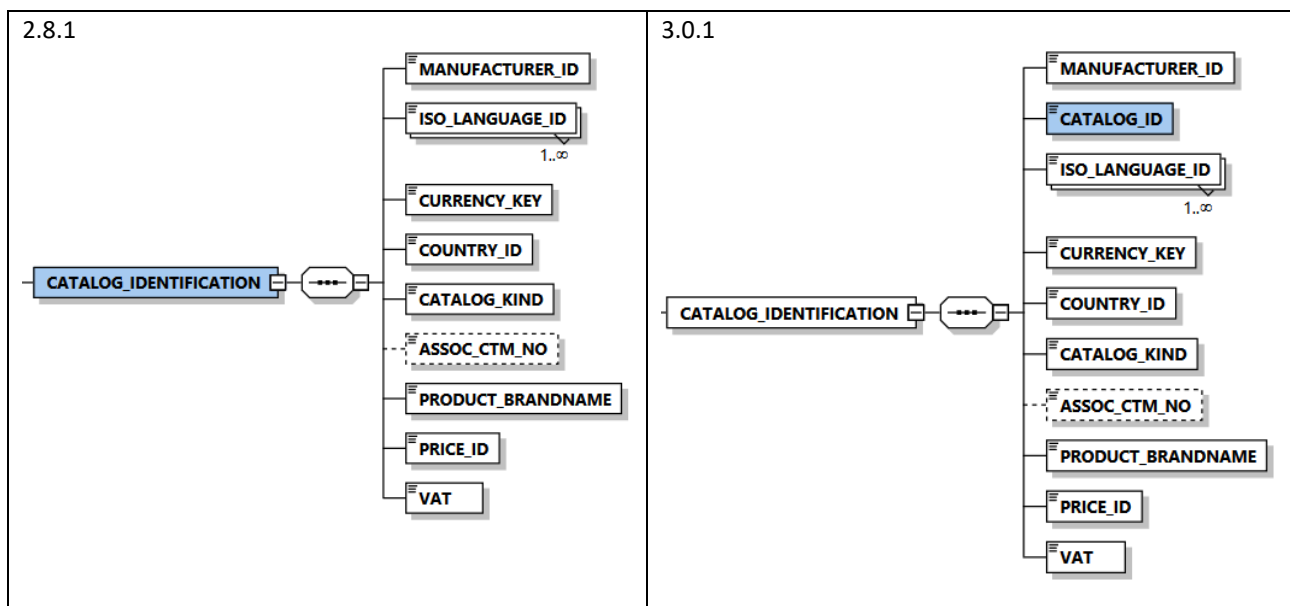 2.8.1
MANUFACTURER_ID
ISO_LANGUAGE_ID
1..∞
CURRENCY_KEY
COUNTRY_ID
CATALOG_IDENTIFICATION
CATALOG_KIND
ASSOC_CTM_NO
PRODUCT_BRANDNAME
PRICE_ID
VAT
3.0.1
MANUFACTURER_ID
CATALOG_ID
ISO_LANGUAGE_ID
1..∞
CURRENCY_KEY
COUNTRY_ID
CATALOG_IDENTIFICATION
CATALOG_KIND
ASSOC_CTM_NO
PRODUCT_BRANDNAME
PRICE_ID
VAT